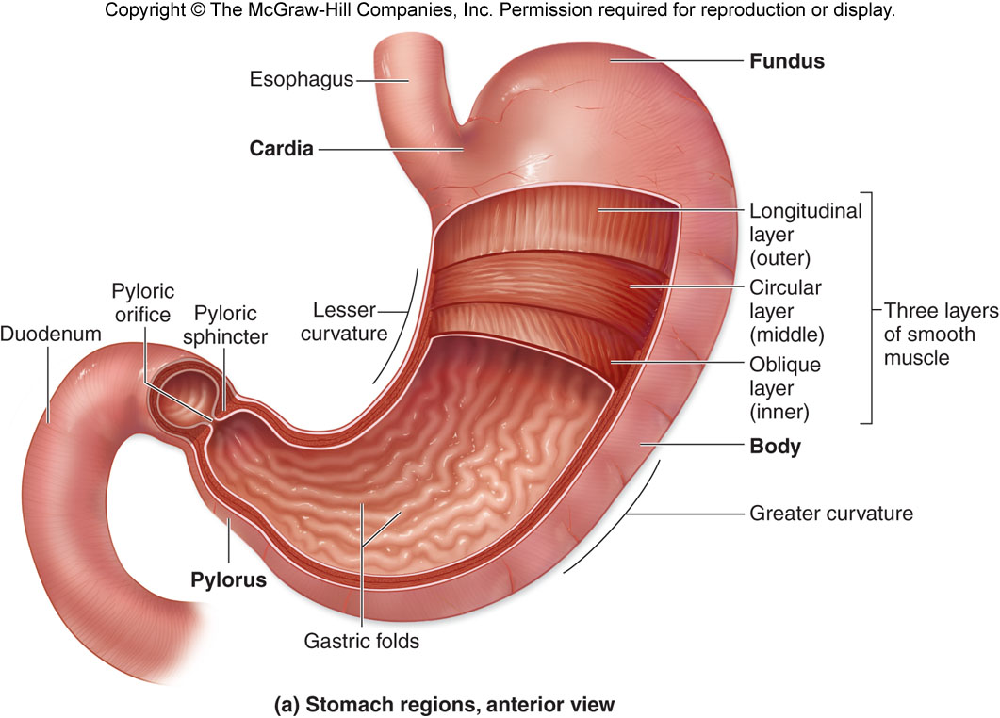 Copyright © The McGraw-Hill Companies, Inc. Permission required for reproduction or display.
Esophagus
Fundus
Cardia
Longitudinal
layer
(outer)
Circular
layer
(middle)
Oblique
layer
(inner)
Three layers
of smooth
muscle
Pyloric
orifice
Pyloric
sphincter
Lesser
curvature
Duodenum
Body
Greater curvature
Pylorus
Gastric folds
(a) Stomach regions, anterior view